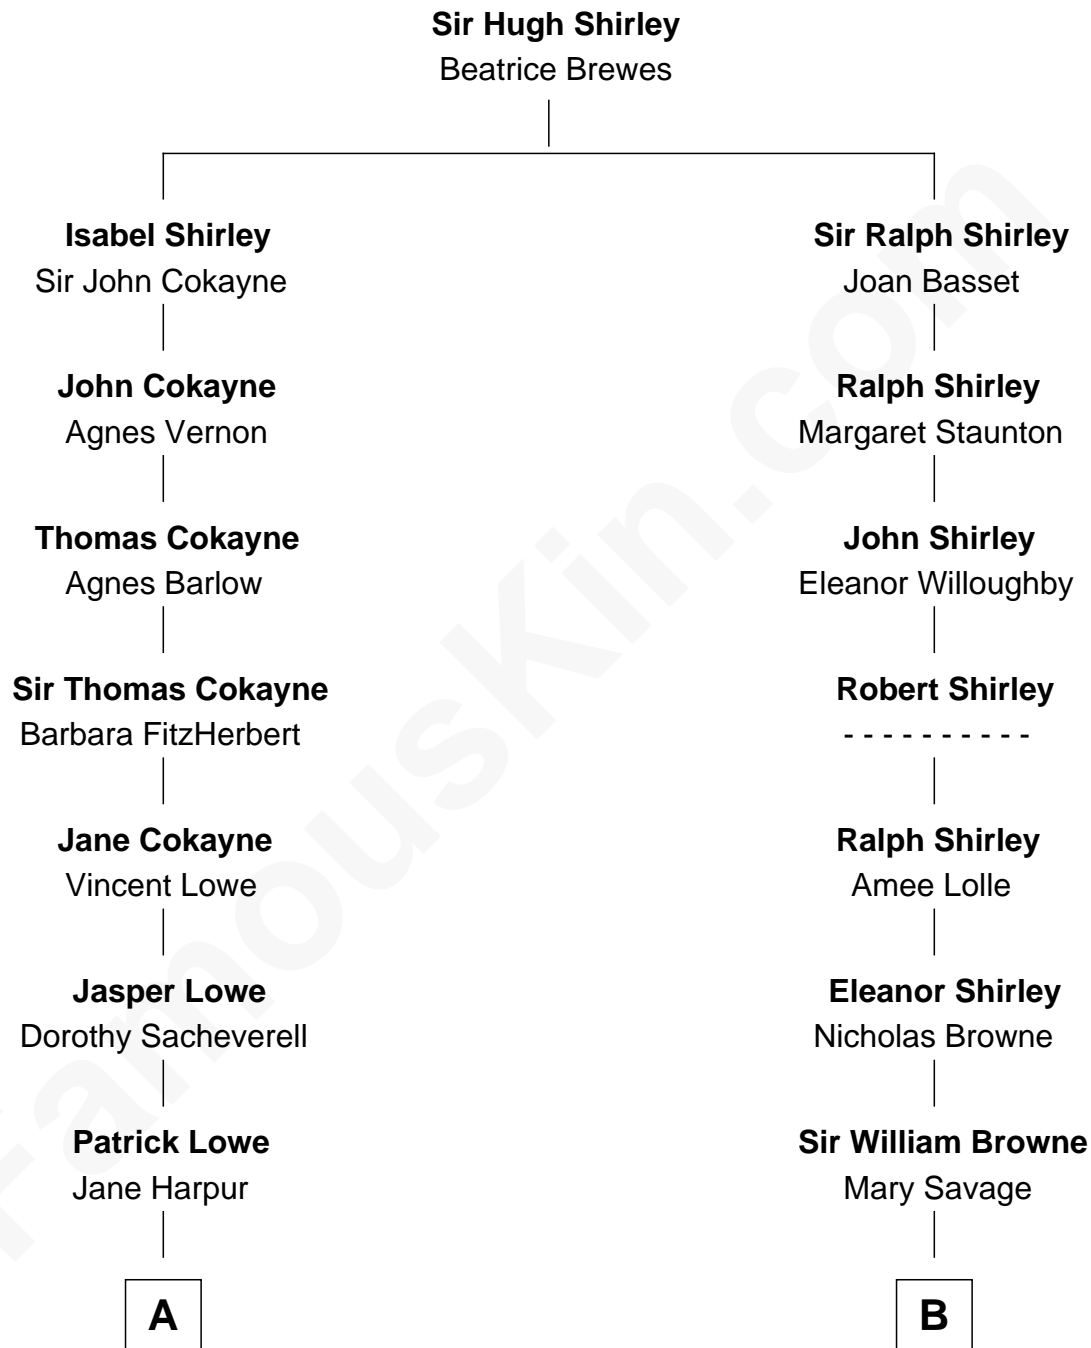 Sir Hugh Shirley
Beatrice Brewes
Isabel Shirley
Sir John Cokayne
Sir Ralph Shirley
Joan Basset
John Cokayne
Agnes Vernon
Ralph Shirley
Margaret Staunton
Thomas Cokayne
Agnes Barlow
John Shirley
Eleanor Willoughby
Sir Thomas Cokayne
Barbara FitzHerbert
Robert Shirley
- - - - - - - - - -
Jane Cokayne
Vincent Lowe
Ralph Shirley
Amee Lolle
Jasper Lowe
Dorothy Sacheverell
Eleanor Shirley
Nicholas Browne
Patrick Lowe
Jane Harpur
Sir William Browne
Mary Savage
A
B
FamousKin.com